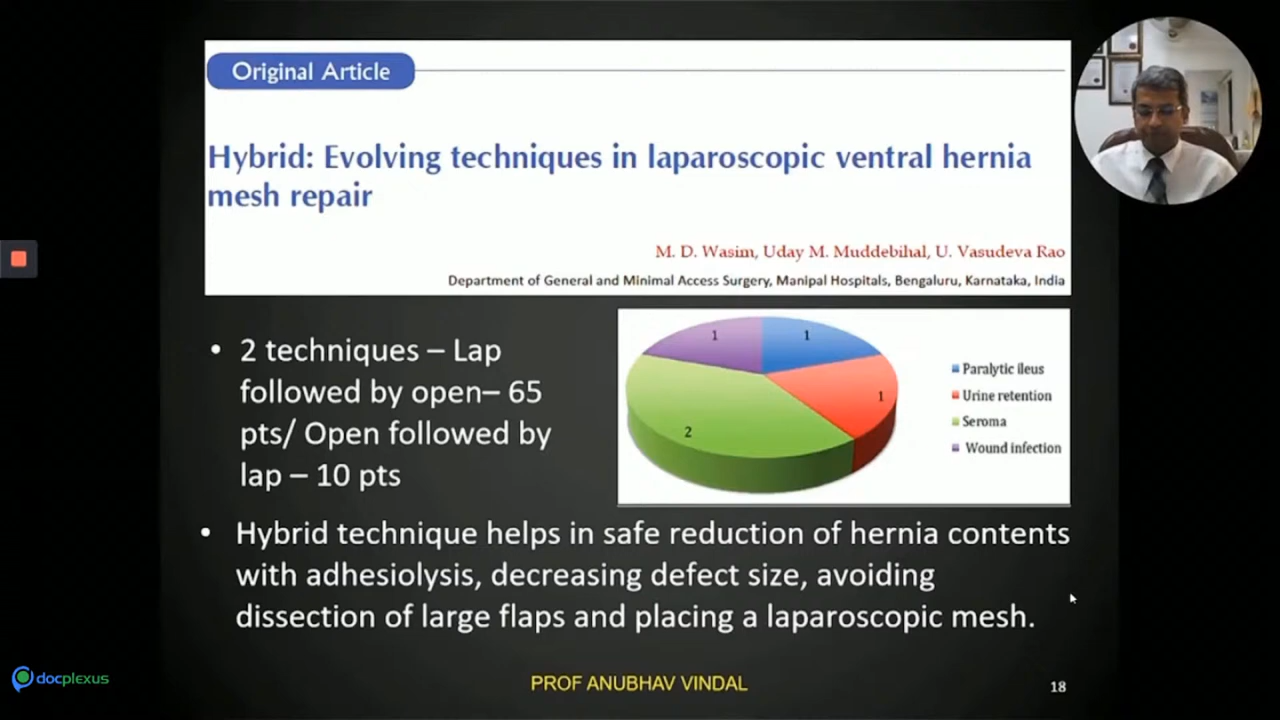 Original Article
Hybrid: Evolving techniques in laparoscopic ventral hernia
mesh repair
M. D. Wasim, Uday M. Muddebihal, U. Vasudeva Rao
Department of General and Minimal Access Surgery, Manipal Hospitals, Bengaluru, Karnataka, India
• 2 techniques – Lap
followed by open– 65
pts/ Open followed by
lap – 10 pts
1
1
1
2
Paralytic ileus
Urine retention
Seroma
Wound infection
• Hybrid technique helps in safe reduction of hernia contents
with adhesiolysis, decreasing defect size, avoiding
dissection of large flaps and placing a laparoscopic mesh.
docplexus
PROF ANUBHAV VINDAL
18